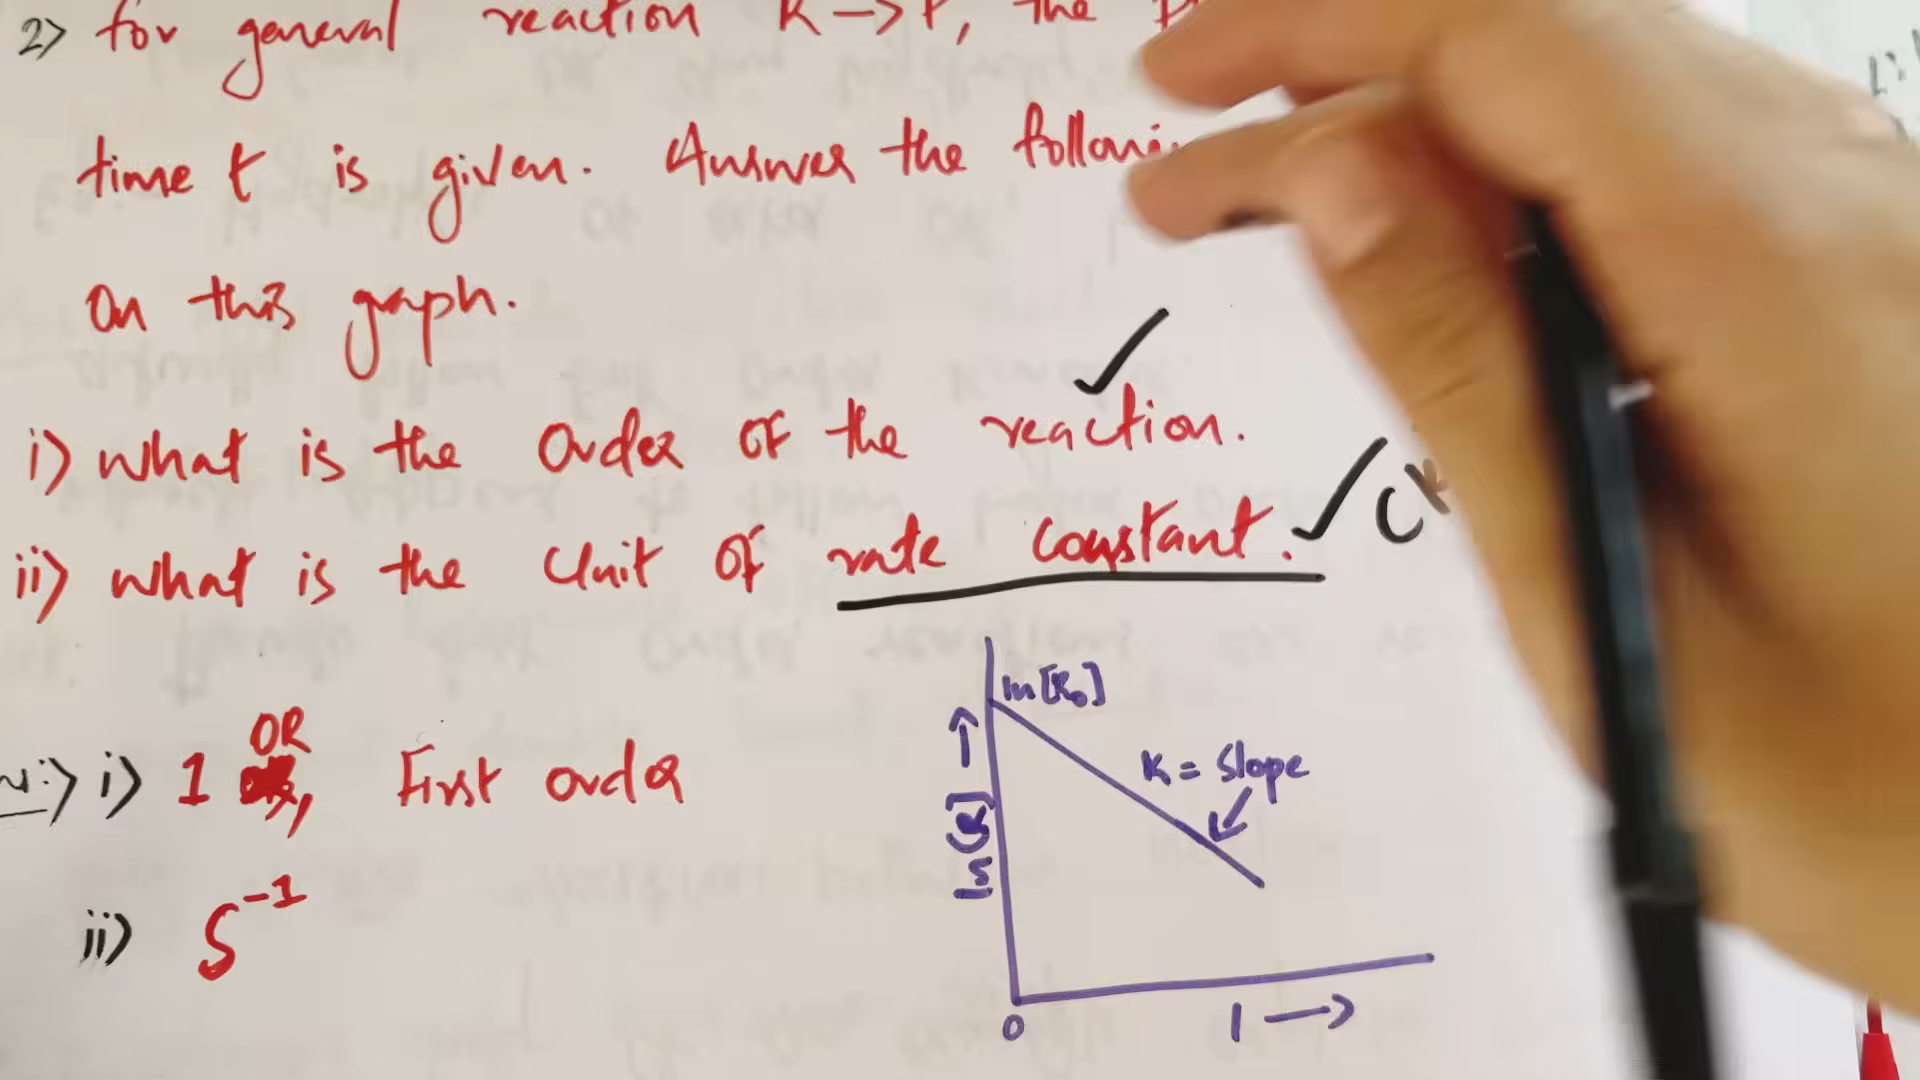 2) for general reaction R → P, the
time t is given. Answer the
on this graph.
i) what is the order of the reaction.
ii) what is the unit of rate constant. (k
i) 1 OR, First order
ii) S⁻¹
ln[R₀]
k = slope
ln(R) →
0
1 →